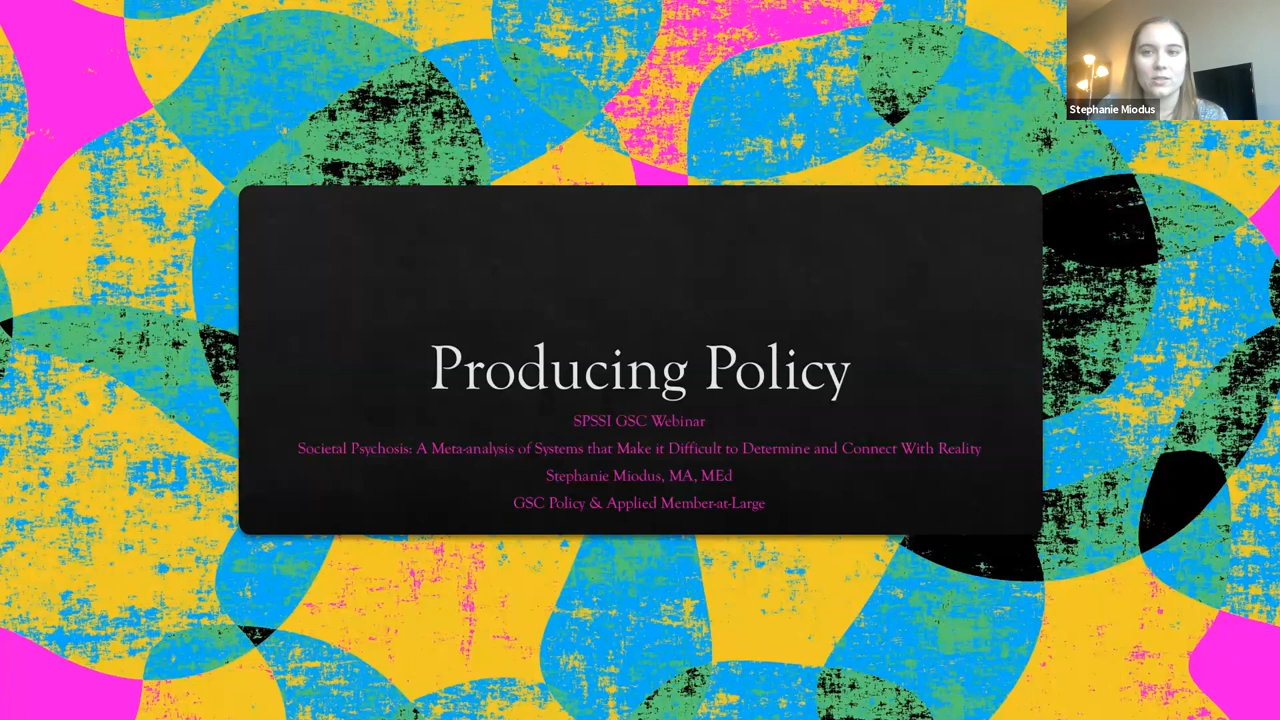 Stephanie Miodus
Producing Policy
SPSSI GSC Webinar
Societal Psychosis: A Meta-analysis of Systems that Make it Difficult to Determine and Connect With Reality
Stephanie Miodus, MA, MEd
GSC Policy & Applied Member-at-Large